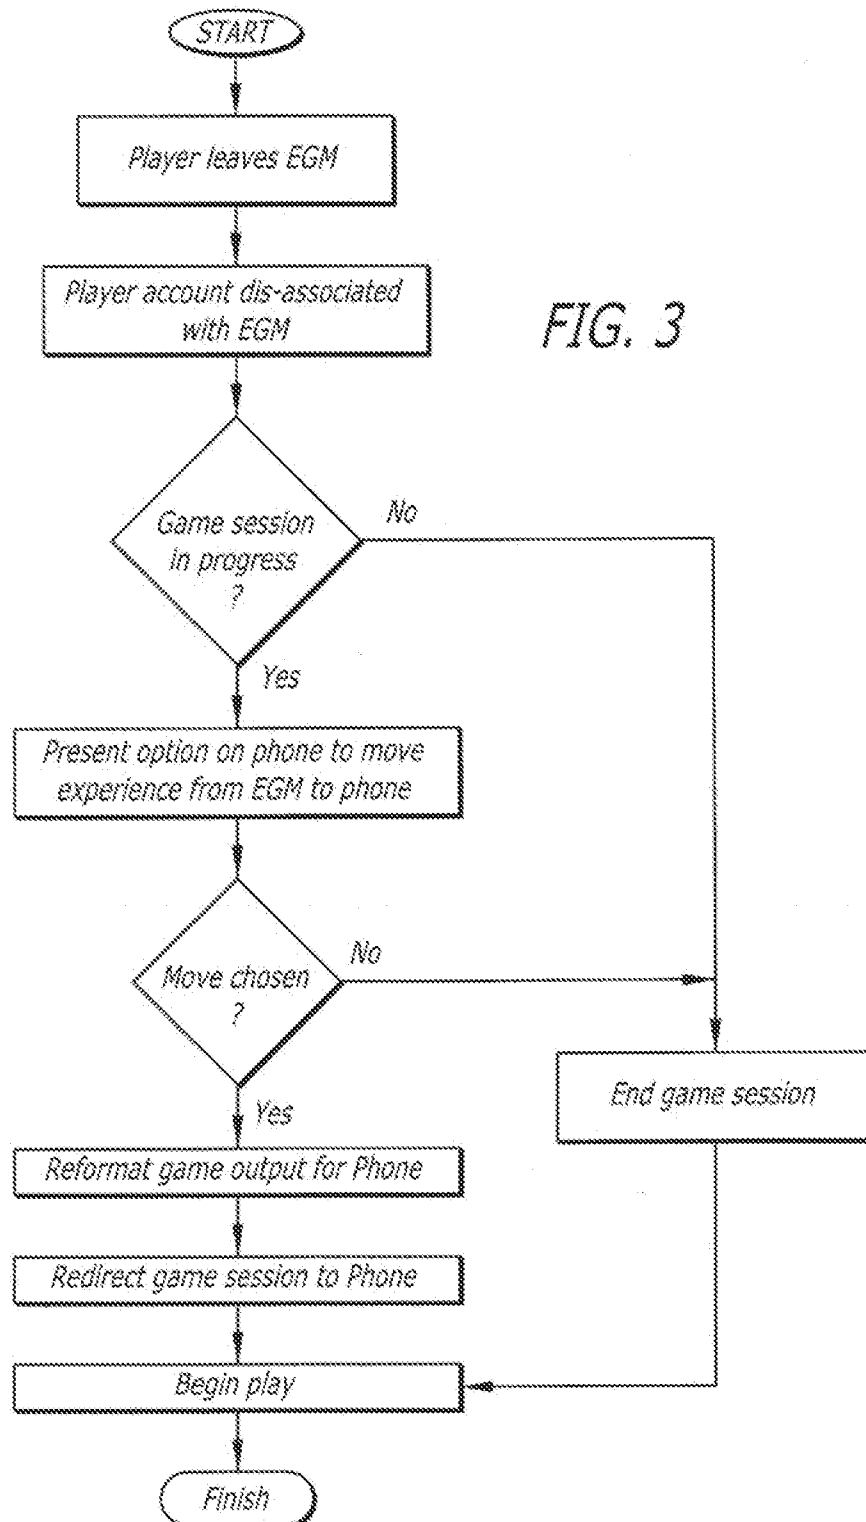 START
Player leaves EGM
Player account dis-associated
with EGM
FIG. 3
Game session
in progress
?
No
Yes
Present option on phone to move
experience from EGM to phone
Move chosen
?
No
Yes
End game session
Reformat game output for Phone
Redirect game session to Phone
Begin play
Finish